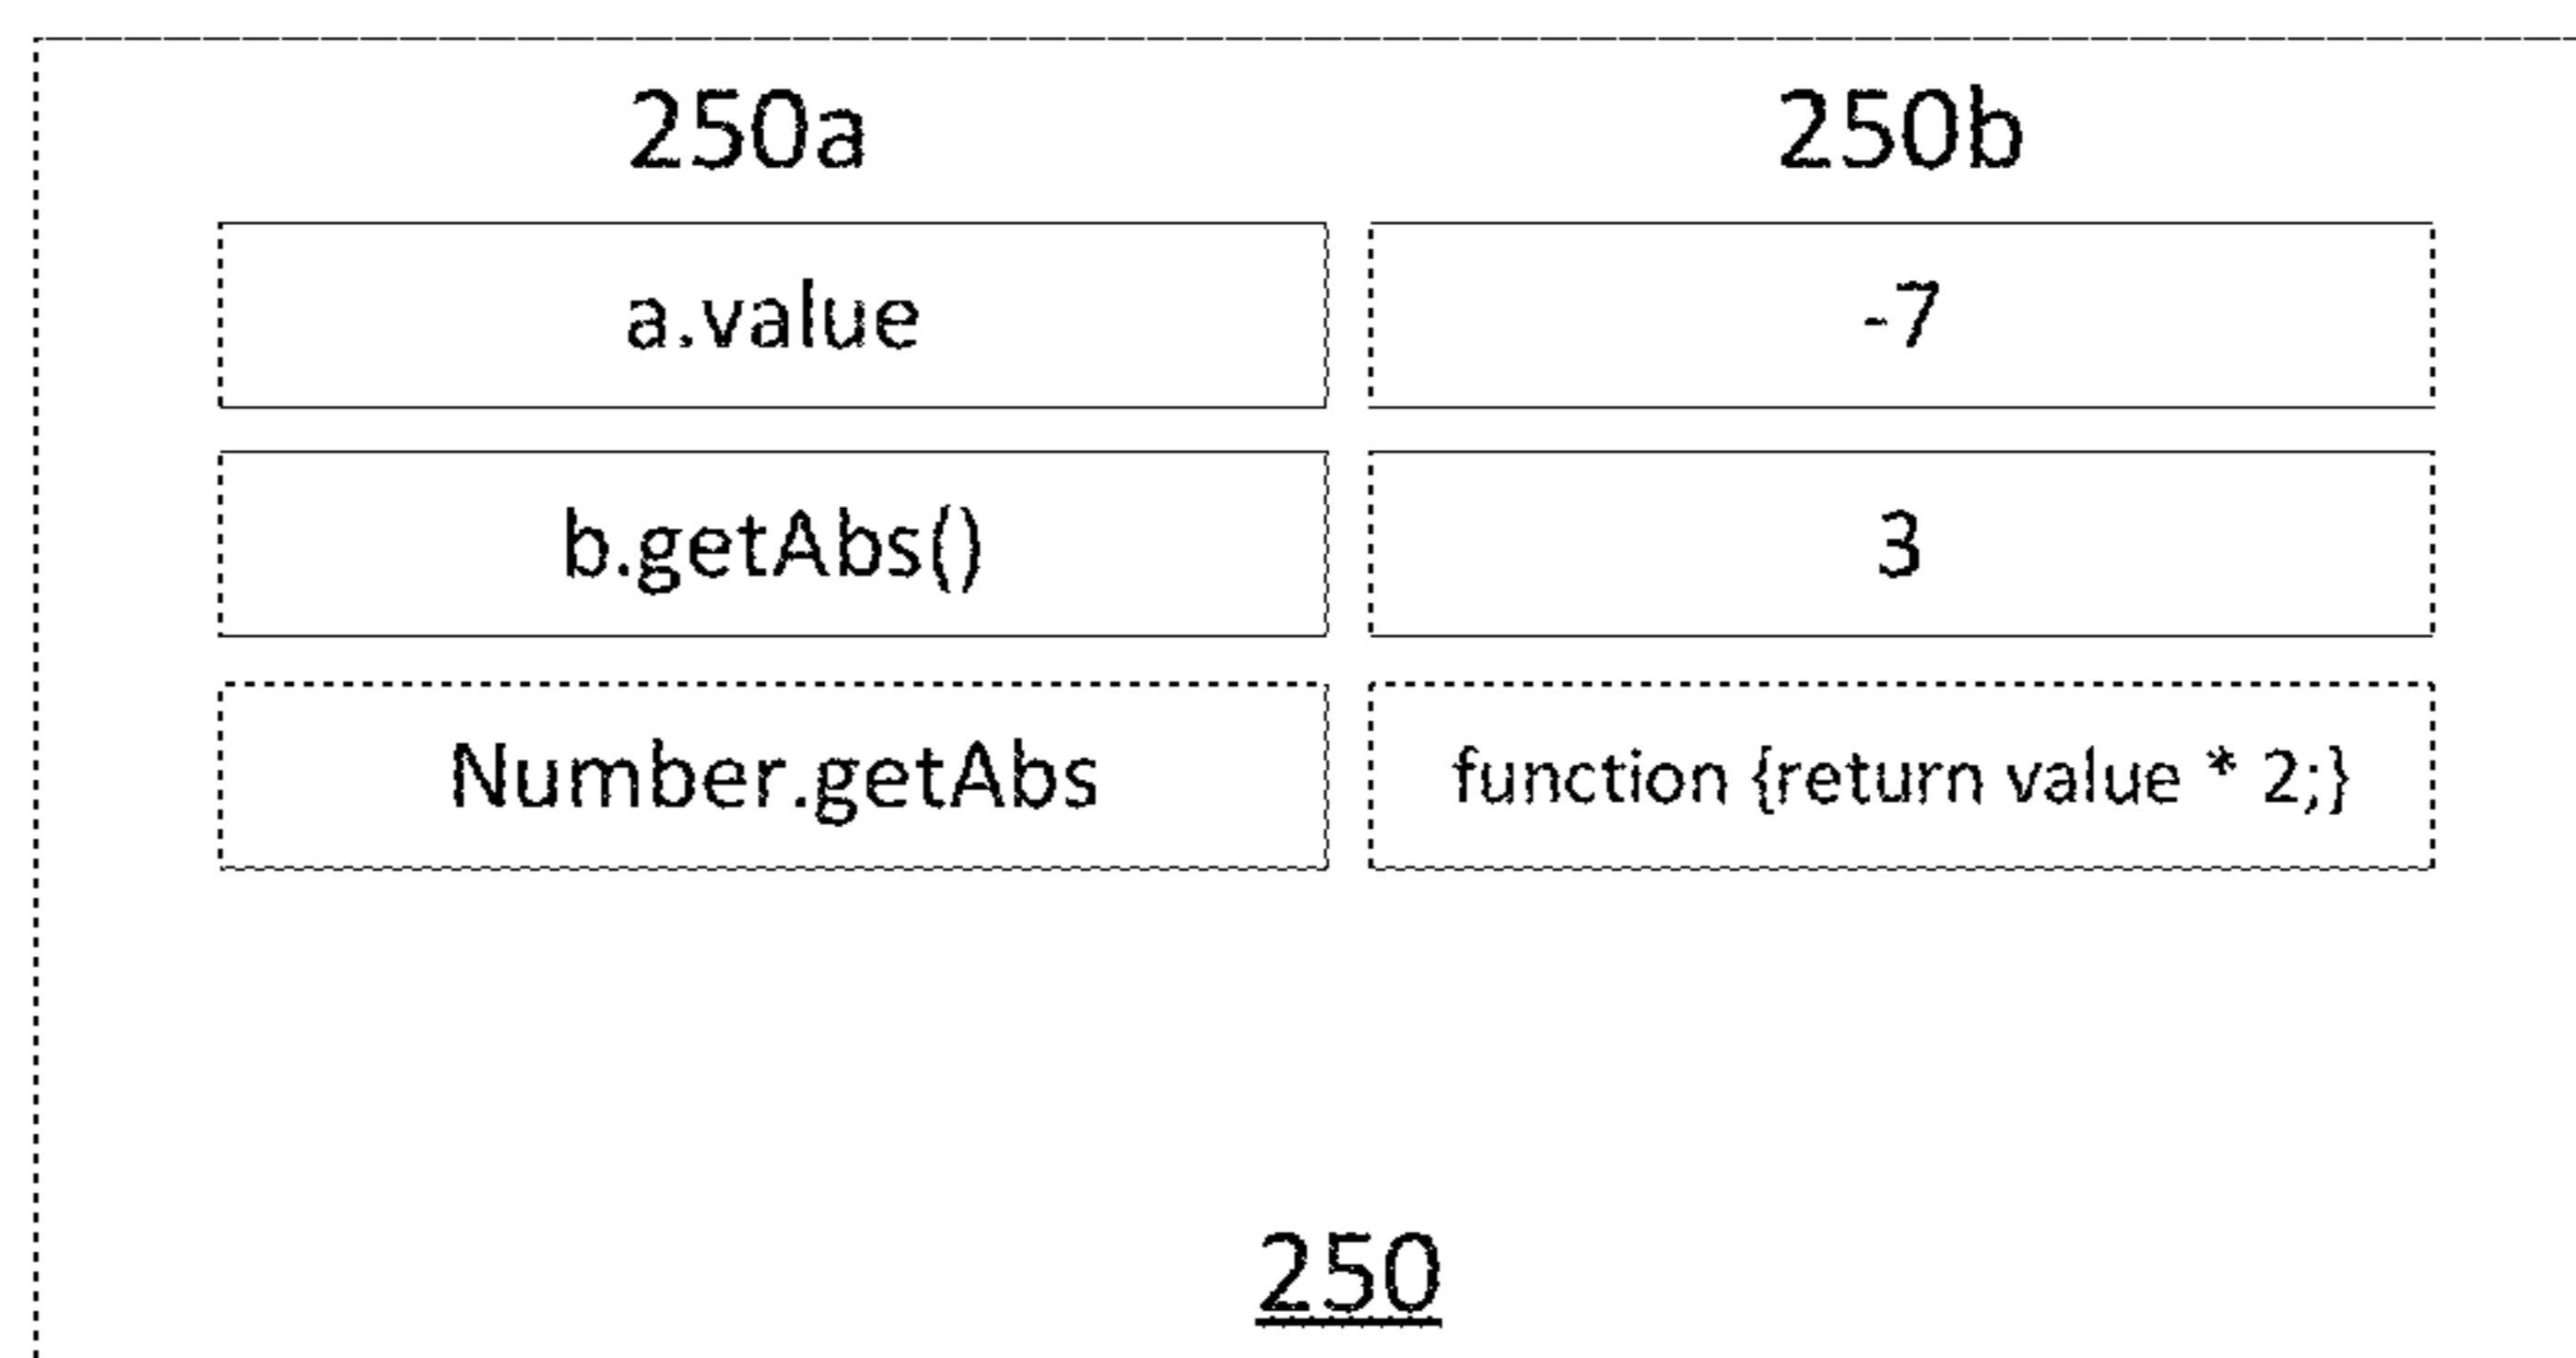 250a 250b
a.value -7
b.getAbs() 3
Number.getAbs function {return value * 2;}
250